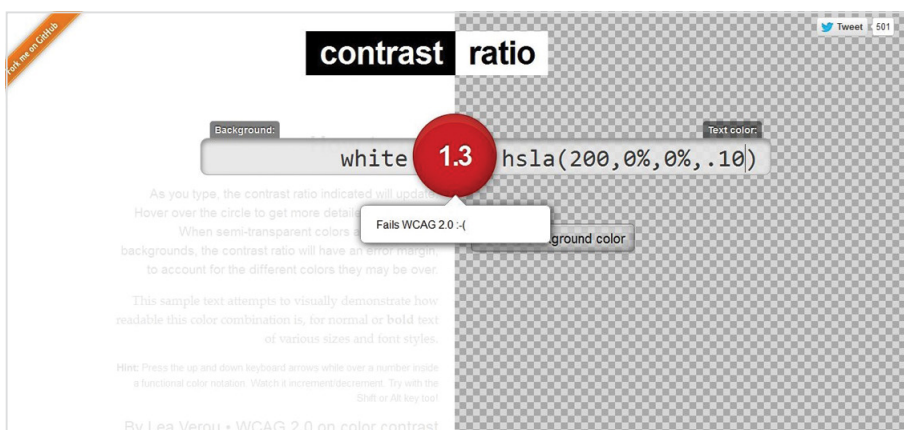 Fork me on GitHub
Tweet 501
contrast ratio
Background:
Text color:
white 1.3 hsla(200,0%,0%,.10)
As you type, the contrast ratio indicated will update.
Hover over the circle to get more
Fails WCAG 2.0 :-(
When semi-transparent colors
ground color
backgrounds, the contrast ratio will have an error margin,
to account for the different colors they may be over.
This sample text attempts to visually demonstrate how
readable this color combination is, for normal or bold text
of various sizes and font styles.
Hint: Press the up and down keyboard arrows while over a number inside
a functional color notation. Watch it increment/decrement. Try with the
Shift or Alt key too!
By Lea Verou • WCAG 2.0 on color contrast